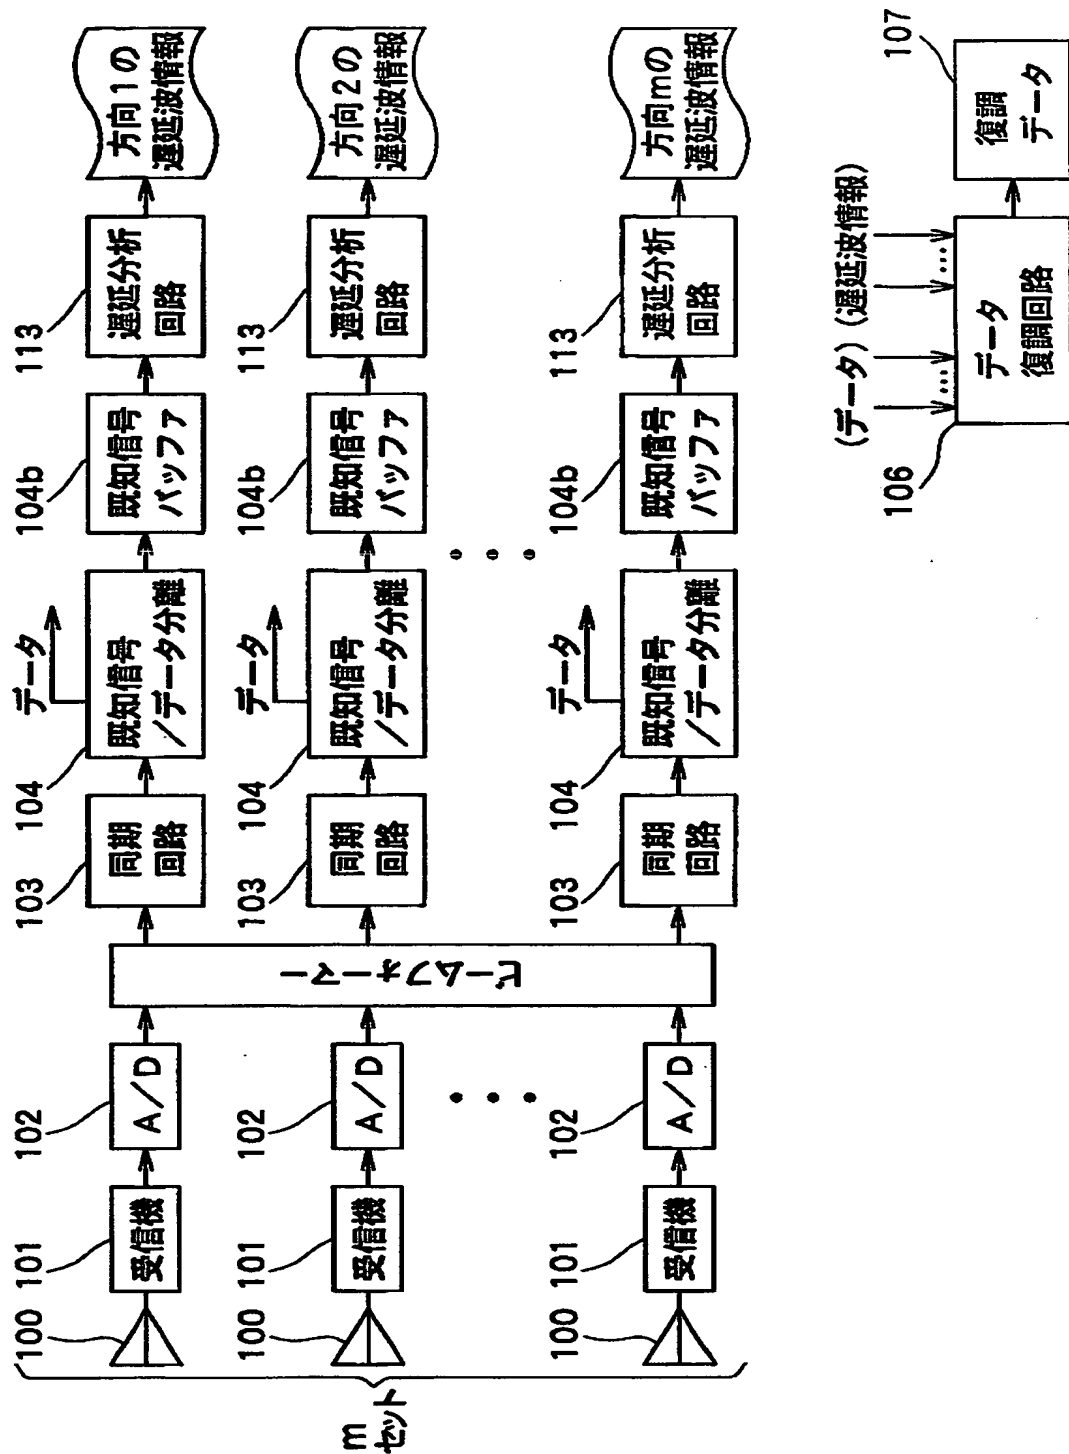 m
セット
100
101
受信機
102
A/D
ビームフォーマー
103
同期
回路
104
既知信号
/データ分離
データ
104b
既知信号
バッファ
113
遅延分析
回路
方向1の
遅延波情報
100
101
受信機
102
A/D
103
同期
回路
104
既知信号
/データ分離
データ
104b
既知信号
バッファ
113
遅延分析
回路
方向2の
遅延波情報
100
101
受信機
102
A/D
103
同期
回路
104
既知信号
/データ分離
データ
104b
既知信号
バッファ
113
遅延分析
回路
方向mの
遅延波情報
(データ)
(遅延波情報)
106
データ
復調回路
107
復調
データ